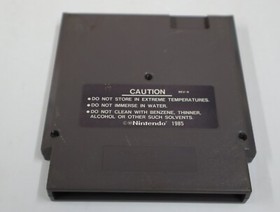 CAUTION
• DO NOT STORE IN EXTREME TEMPERATURES.
• DO NOT IMMERSE IN WATER.
• DO NOT CLEAN WITH BENZENE, THINNER,
ALCOHOL OR OTHER SUCH SOLVENTS.
Nintendo 1985